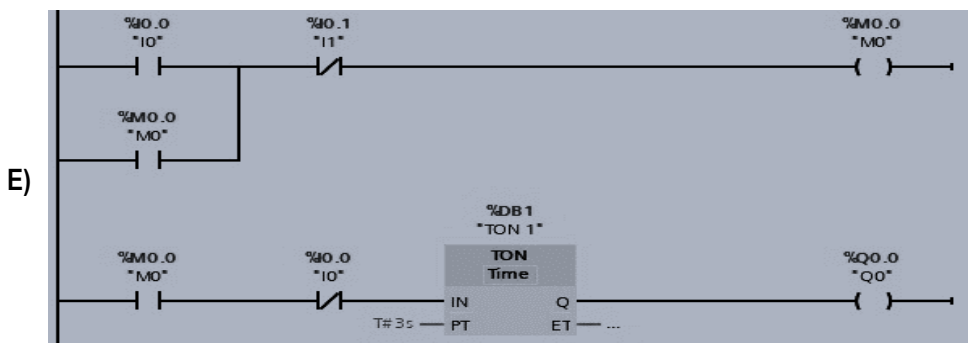 %I0.0 %I0.1 %M0.0
"I0" "I1" "M0"
%M0.0
"M0"
E)
%DB1
"TON 1"
%M0.0 %I0.0 TON %Q0.0
"M0" "I0" Time "Q0"
IN Q
T#3s PT ET ...